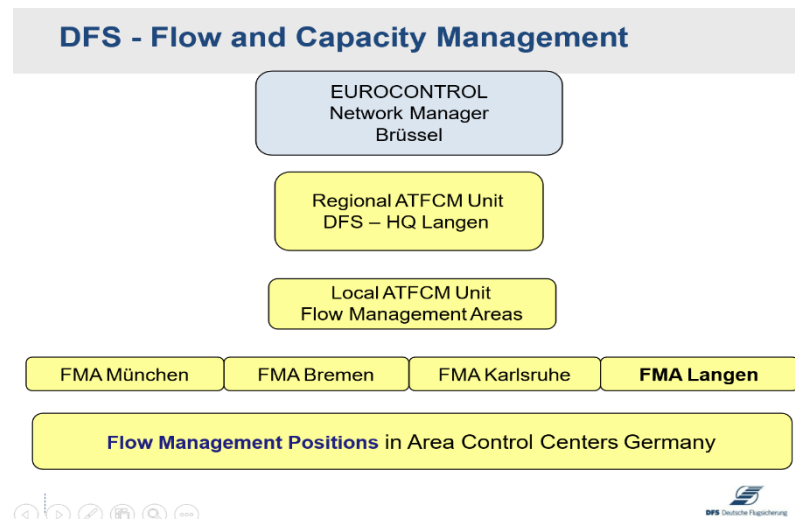 DFS - Flow and Capacity Management
EUROCONTROL
Network Manager
Brüssel
Regional ATFCM Unit
DFS – HQ Langen
Local ATFCM Unit
Flow Management Areas
FMA München
FMA Bremen
FMA Karlsruhe
FMA Langen
Flow Management Positions in Area Control Centers Germany
DFS Deutsche Flugsicherung